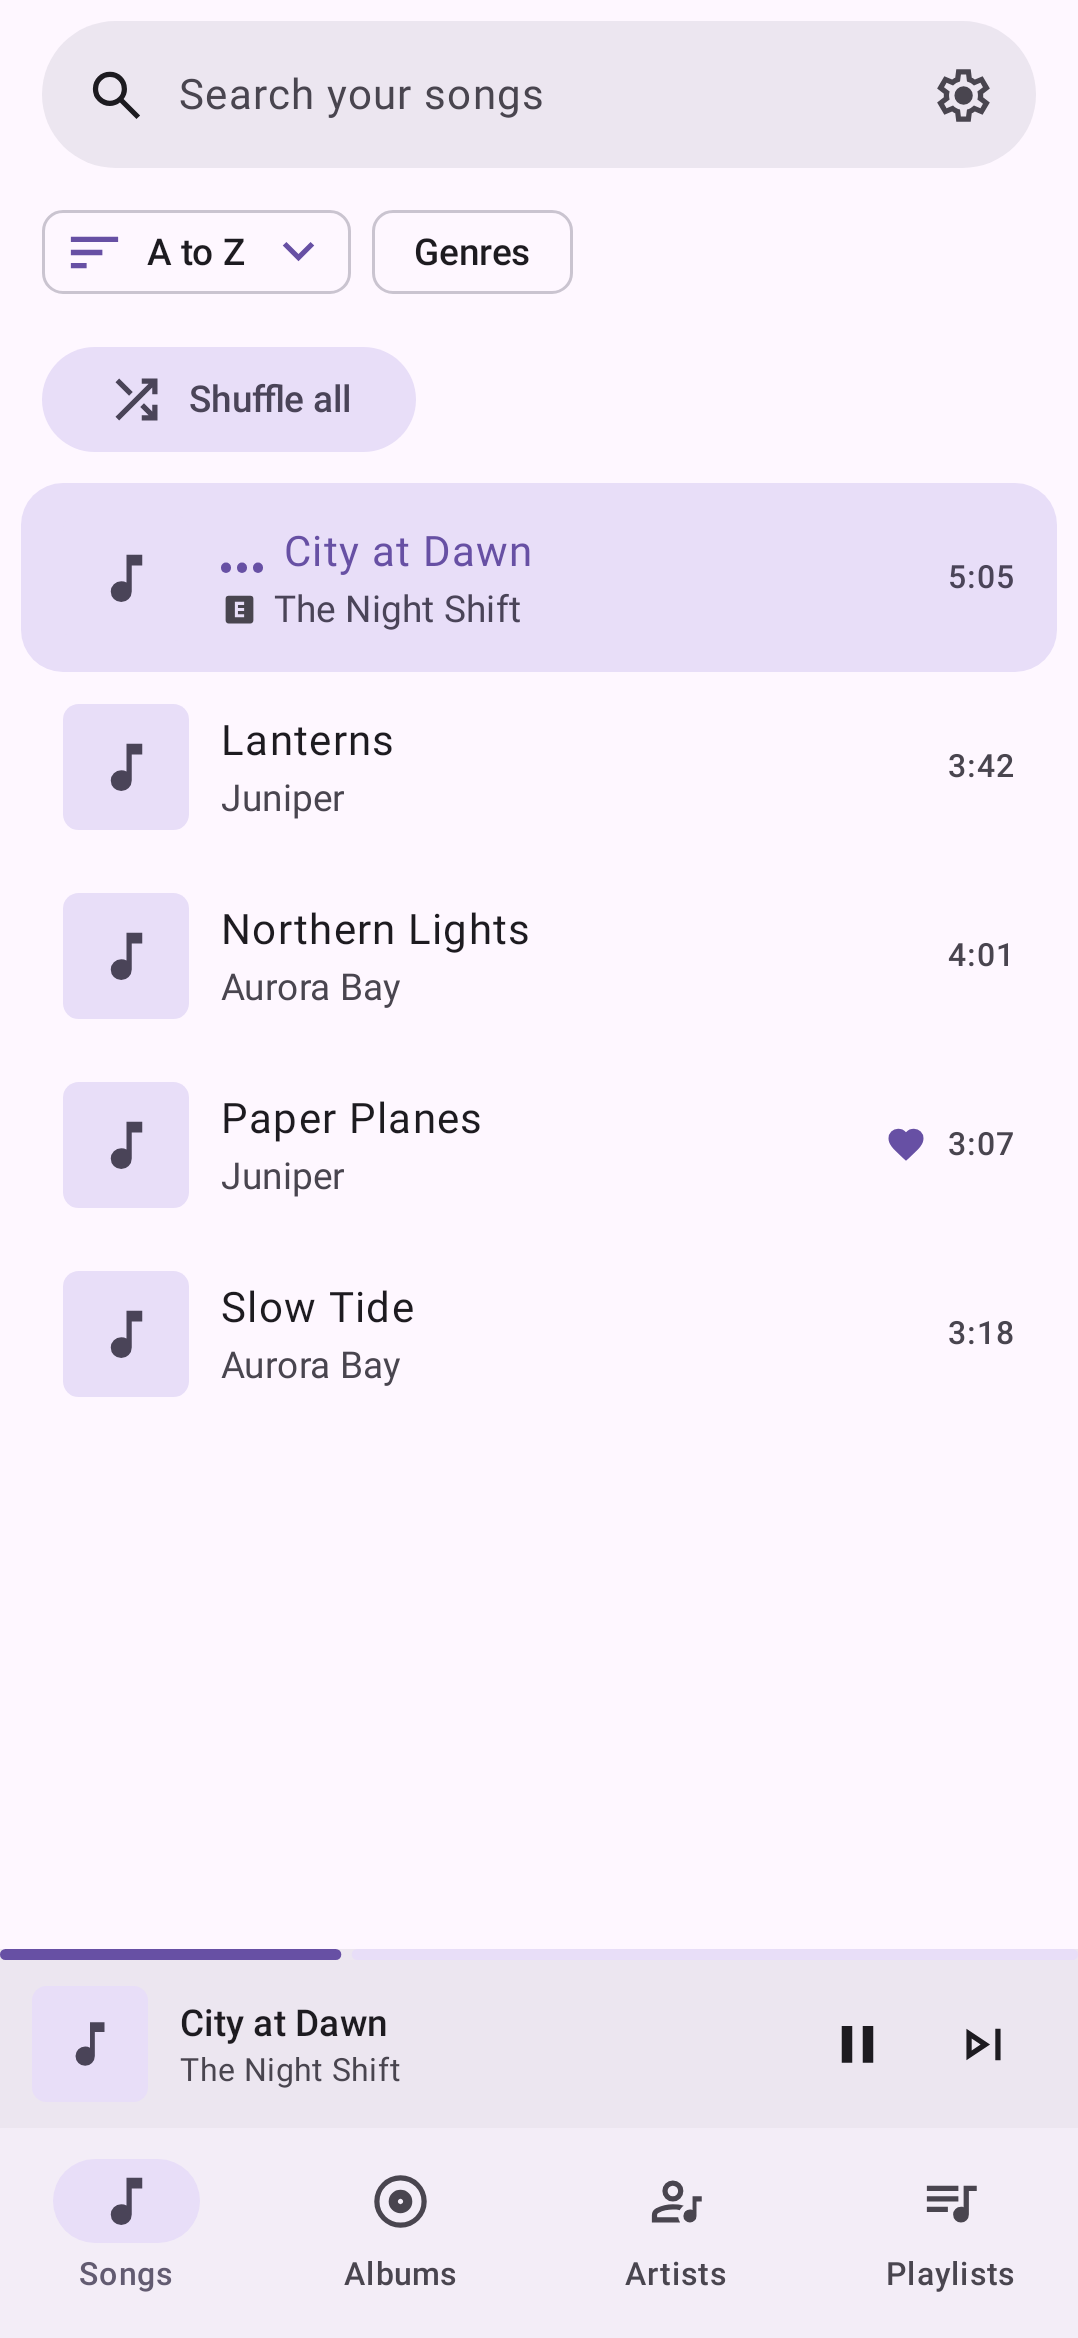 Search your songs
A to Z
Genres
Shuffle all
City at Dawn
5:05
E The Night Shift
Lanterns
3:42
Juniper
Northern Lights
4:01
Aurora Bay
Paper Planes
3:07
Juniper
Slow Tide
3:18
Aurora Bay
City at Dawn
The Night Shift
Songs
Albums
Artists
Playlists